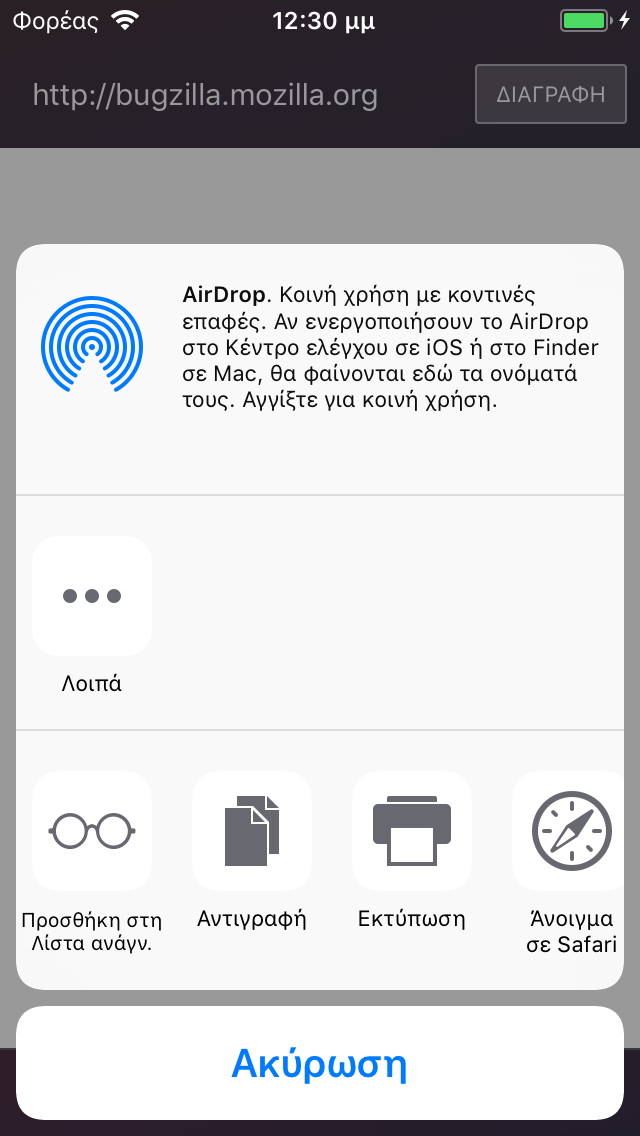 Φορέας 12:30 μμ
http://bugzilla.mozilla.org ΔΙΑΓΡΑΦΗ
AirDrop. Κοινή χρήση με κοντινές
επαφές. Αν ενεργοποιήσουν το AirDrop
στο Κέντρο ελέγχου σε iOS ή στο Finder
σε Mac, θα φαίνονται εδώ τα ονόματά
τους. Αγγίξτε για κοινή χρήση.
Λοιπά
Προσθήκη στη
Λίστα ανάγν.
Αντιγραφή
Εκτύπωση
Άνοιγμα
σε Safari
Ακύρωση